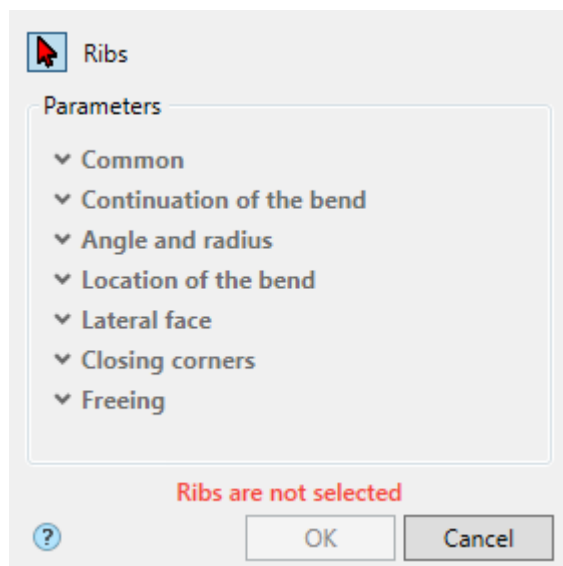 Ribs
Parameters
Common
Continuation of the bend
Angle and radius
Location of the bend
Lateral face
Closing corners
Freeing
Ribs are not selected
?
OK
Cancel